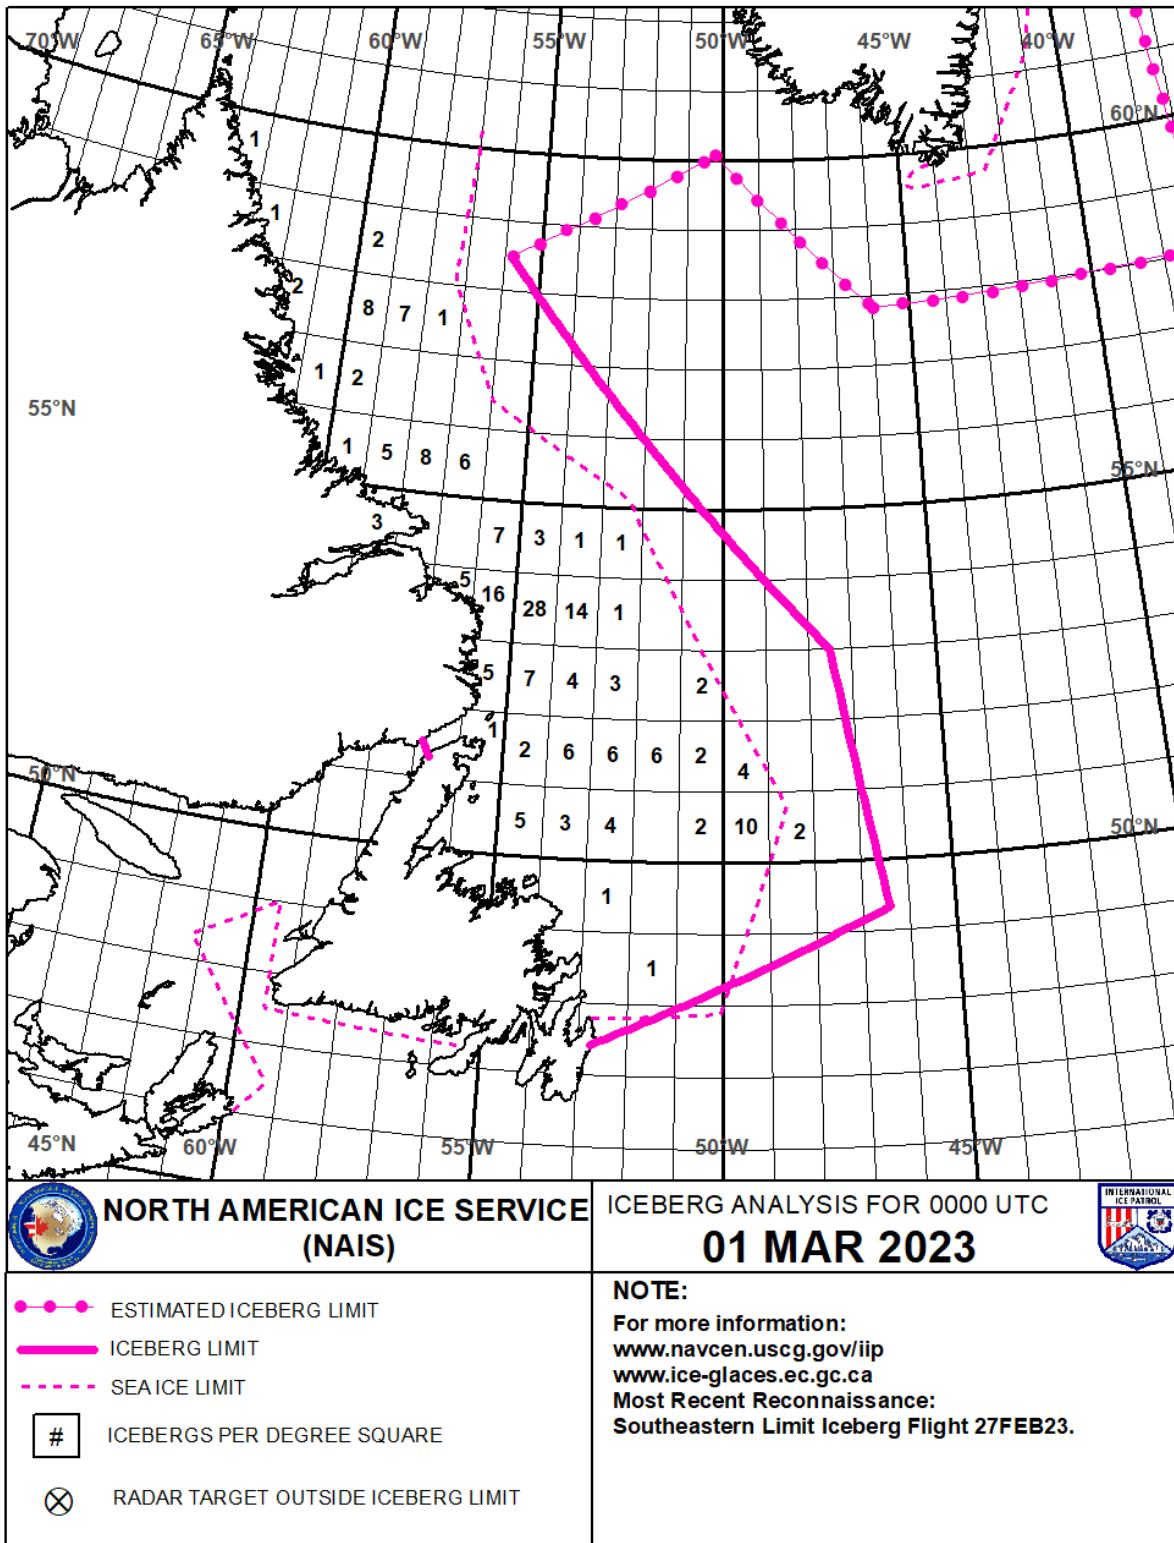 70°W 65°W 60°W 55°W 50°W 45°W 40°W
60°N
1
1
2
2
8 7 1
1 2
55°N
1 5 8 6
55°N
3
7 3 1 1
5
16 28 14 1
5 7 4 3 2
1
2 6 6 6 2 4
50°N
5 3 4 2 10 2
50°N
1
1
45°N 60°W 55°W 50°W 45°W
NORTH AMERICAN ICE SERVICE
(NAIS)
ICEBERG ANALYSIS FOR 0000 UTC
01 MAR 2023
INTERNATIONAL
ICE PATROL
ESTIMATED ICEBERG LIMIT
ICEBERG LIMIT
SEA ICE LIMIT
# ICEBERGS PER DEGREE SQUARE
RADAR TARGET OUTSIDE ICEBERG LIMIT
NOTE:
For more information:
www.navcen.uscg.gov/iip
www.ice-glaces.ec.gc.ca
Most Recent Reconnaissance:
Southeastern Limit Iceberg Flight 27FEB23.